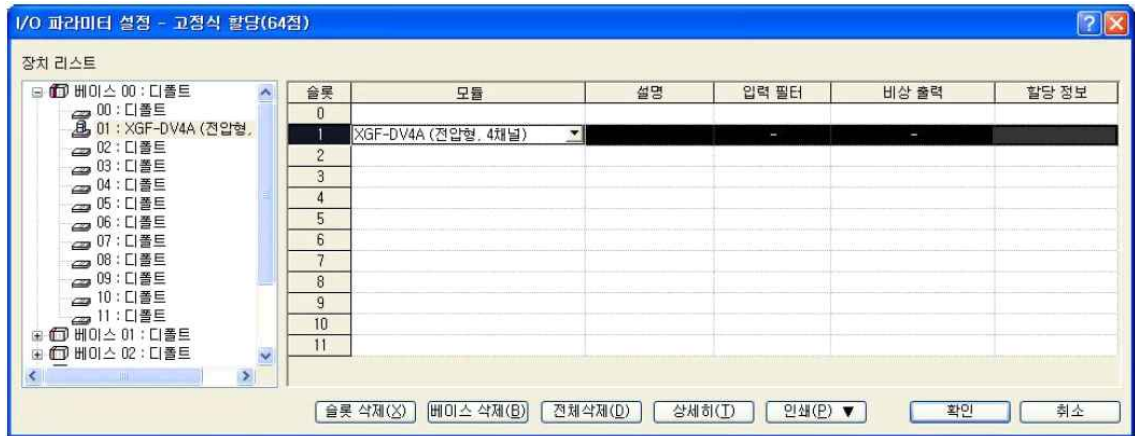 I/O 파라미터 설정 - 고정식 할당(64점)
장치 리스트
베이스 00 : 디폴트
00 : 디폴트
01 : XGF-DV4A (전압형,
02 : 디폴트
03 : 디폴트
04 : 디폴트
05 : 디폴트
06 : 디폴트
07 : 디폴트
08 : 디폴트
09 : 디폴트
10 : 디폴트
11 : 디폴트
베이스 01 : 디폴트
베이스 02 : 디폴트
슬롯 모듈 설명 입력 필터 비상 출력 할당 정보
0
1 XGF-DV4A (전압형, 4채널) - -
2
3
4
5
6
7
8
9
10
11
슬롯 삭제(X) 베이스 삭제(B) 전체삭제(D) 상세히(T) 인쇄(P) ▼ 확인 취소